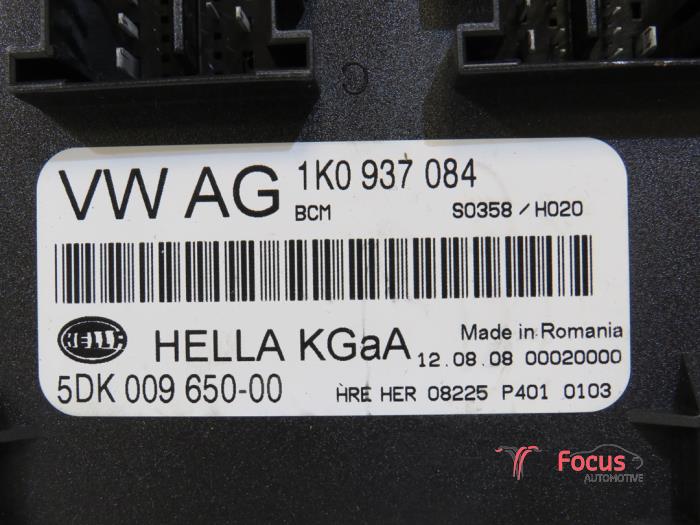 VW AG 1K0 937 084
BCM S0358 / H020
HELLA
HELLA KGaA
Made in Romania
12.08.08 00020000
5DK 009 650-00
HRE HER 08225 P401 0103
Focus
AUTOMOTIVE